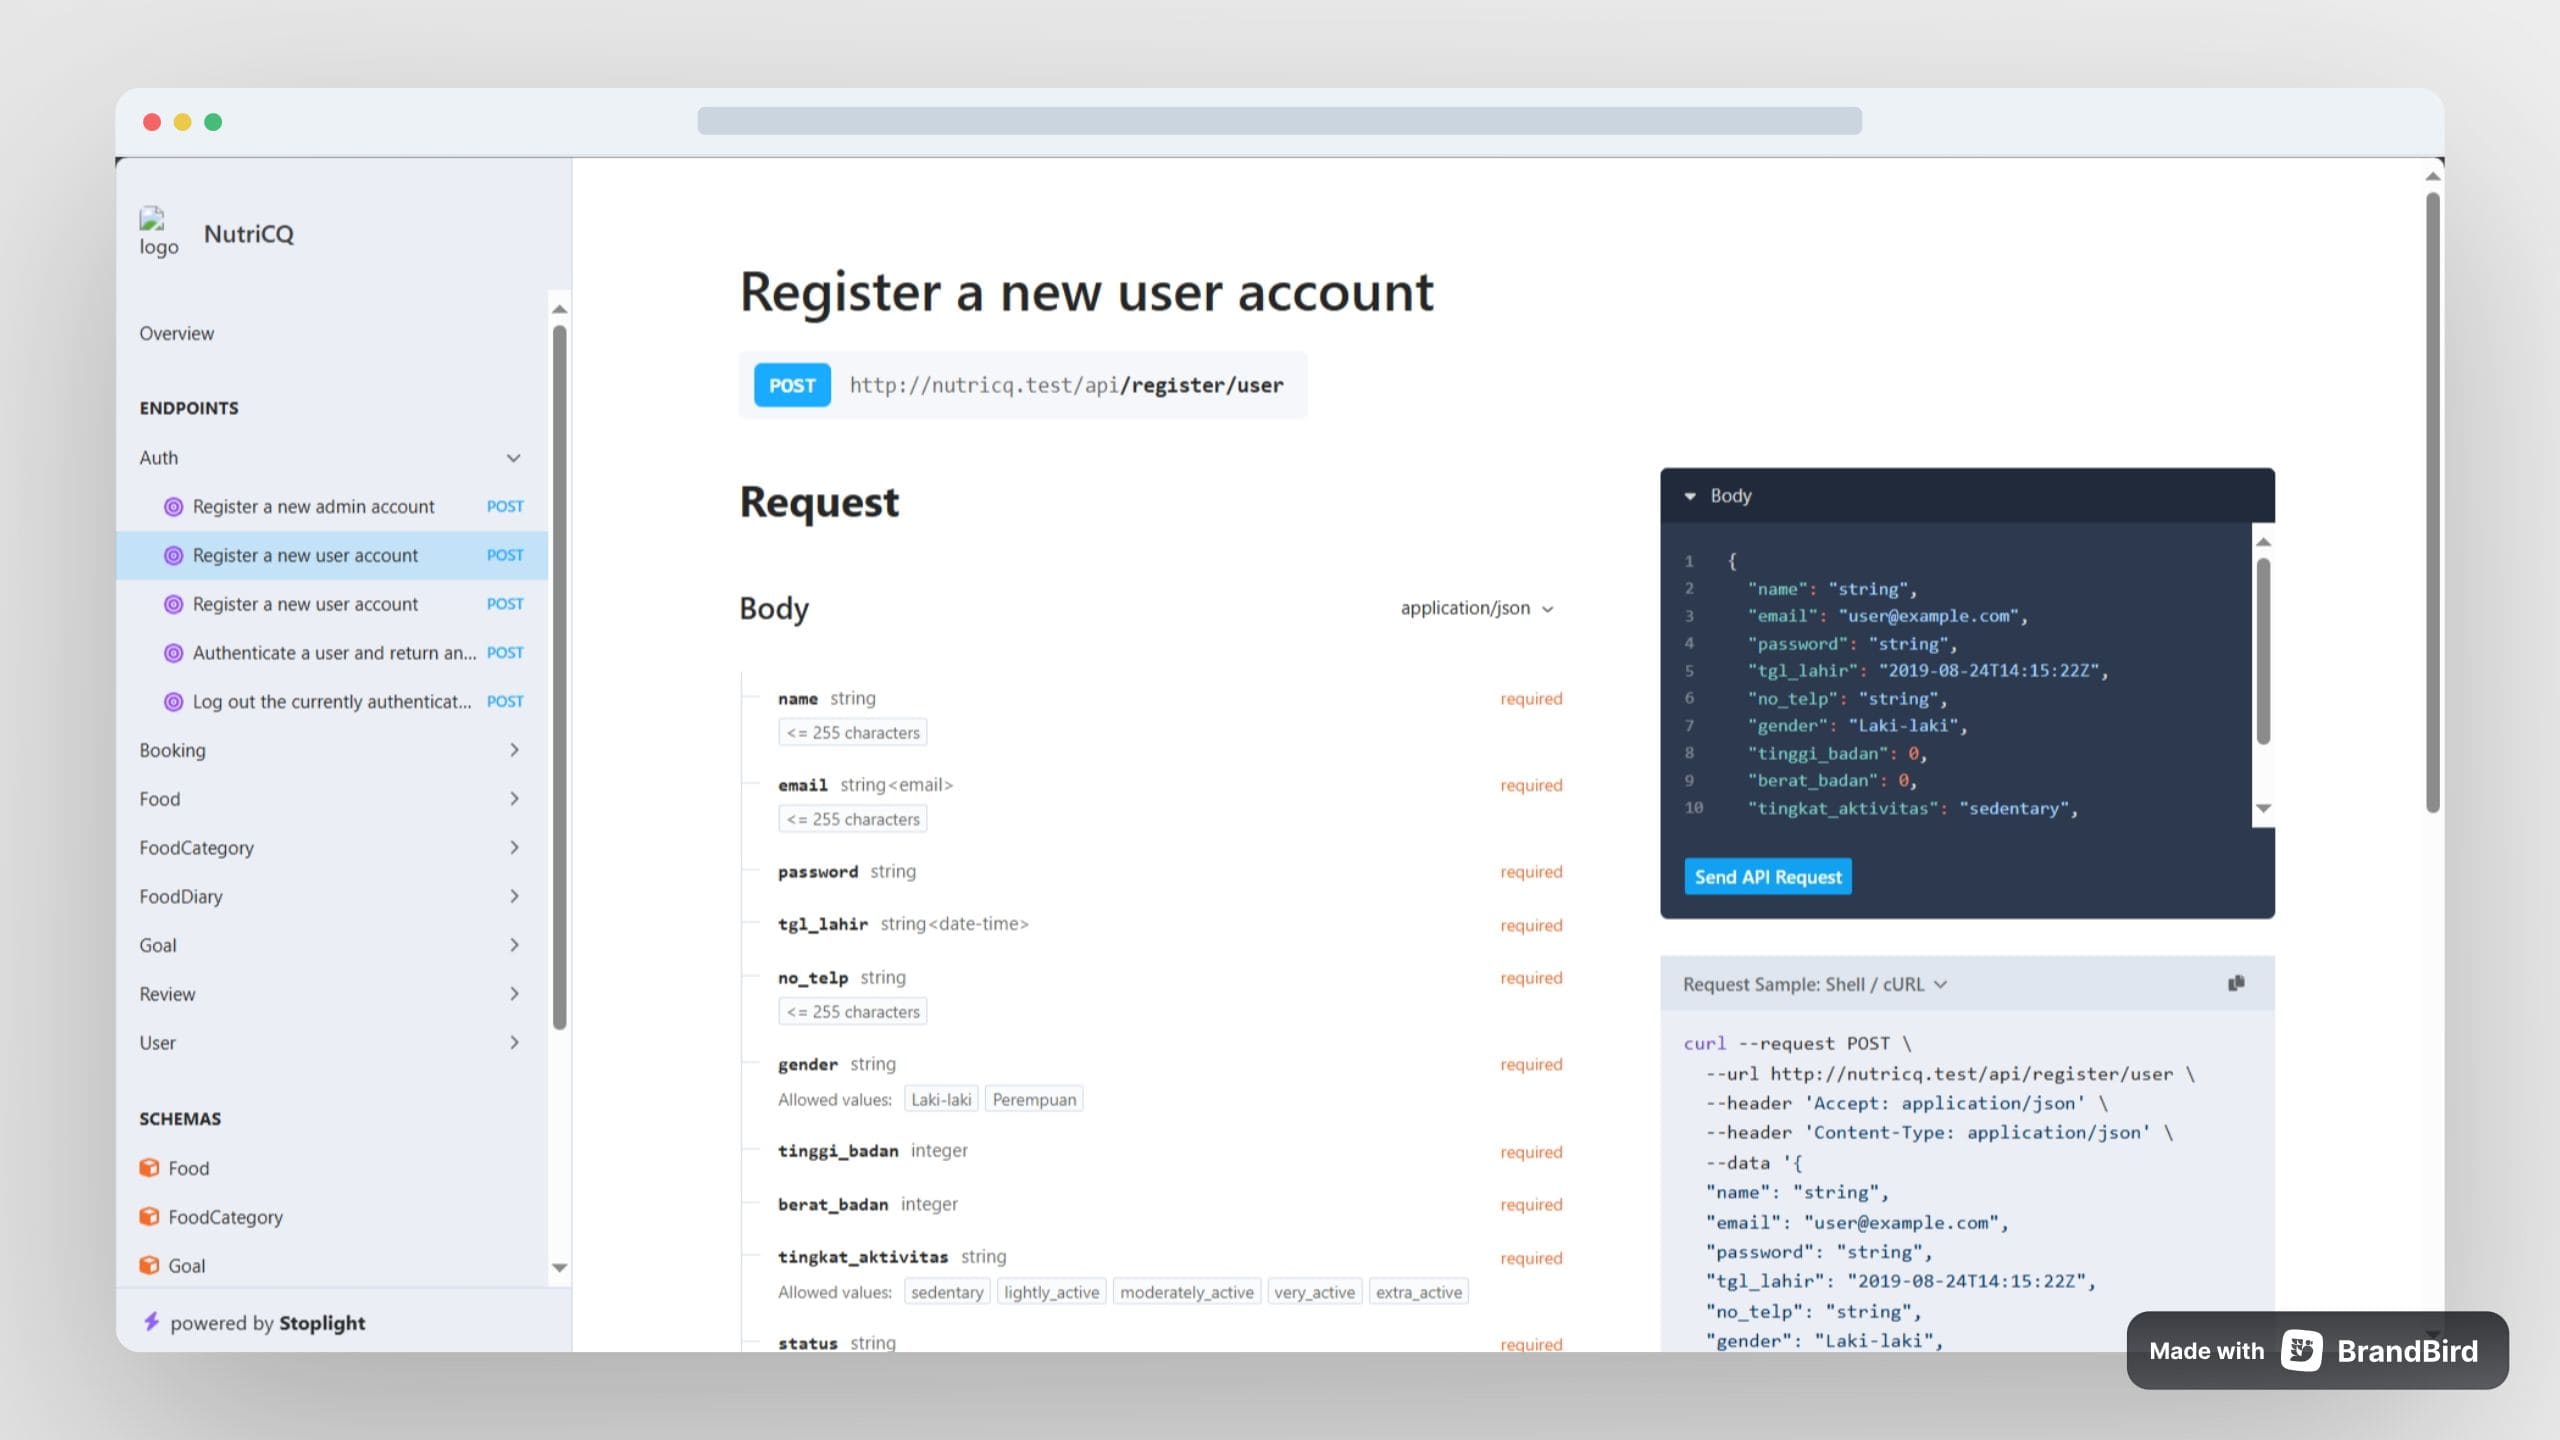 logo
NutriCQ
Overview
ENDPOINTS
Auth
Register a new admin account POST
Register a new user account POST
Register a new user account POST
Authenticate a user and return an... POST
Log out the currently authenticat... POST
Booking
Food
FoodCategory
FoodDiary
Goal
Review
User
SCHEMAS
Food
FoodCategory
Goal
powered by Stoplight
Register a new user account
POST http://nutricq.test/api/register/user
Request
Body application/json
name string required
<= 255 characters
email string<email> required
<= 255 characters
password string required
tgl_lahir string<date-time> required
no_telp string required
<= 255 characters
gender string required
Allowed values: Laki-laki Perempuan
tinggi_badan integer required
berat_badan integer required
tingkat_aktivitas string required
Allowed values: sedentary lightly_active moderately_active very_active extra_active
status string required
Body
1 {
2 "name": "string",
3 "email": "user@example.com",
4 "password": "string",
5 "tgl_lahir": "2019-08-24T14:15:22Z",
6 "no_telp": "string",
7 "gender": "Laki-laki",
8 "tinggi_badan": 0,
9 "berat_badan": 0,
10 "tingkat_aktivitas": "sedentary",
Send API Request
Request Sample: Shell / cURL
curl --request POST \
--url http://nutricq.test/api/register/user \
--header 'Accept: application/json' \
--header 'Content-Type: application/json' \
--data '{
"name": "string",
"email": "user@example.com",
"password": "string",
"tgl_lahir": "2019-08-24T14:15:22Z",
"no_telp": "string",
"gender": "Laki-laki",
Made with BrandBird